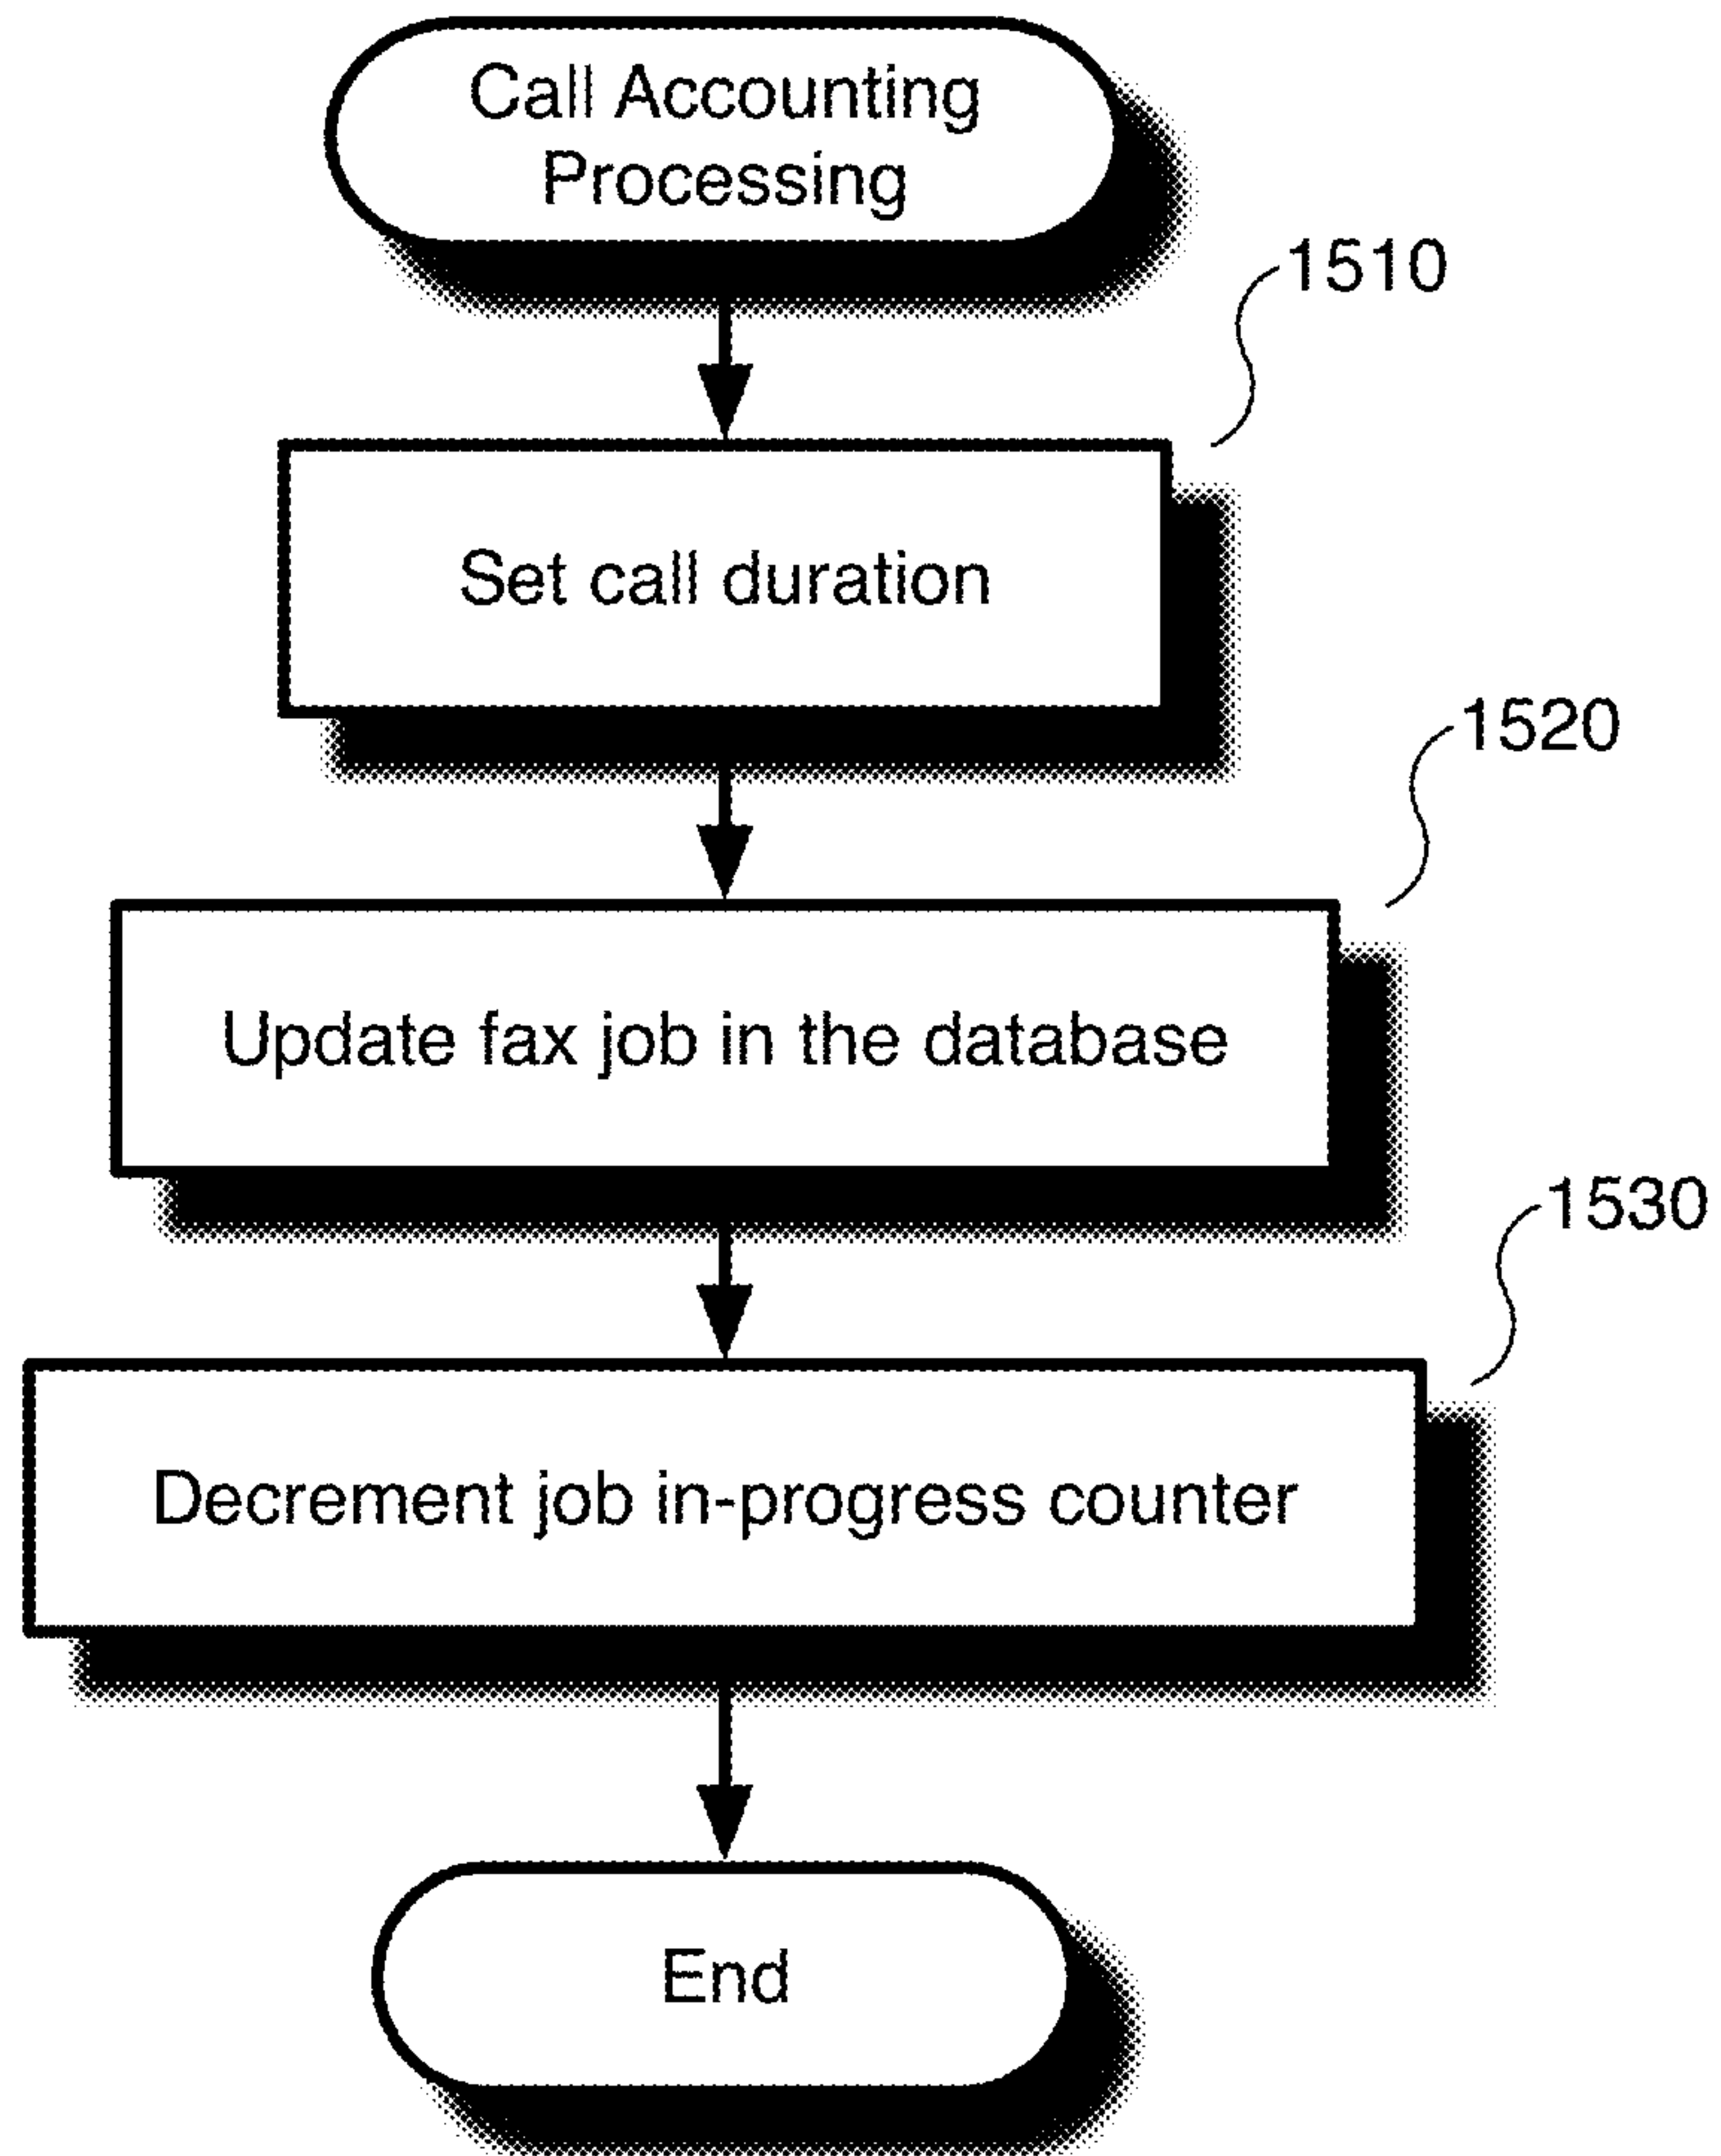 Call Accounting
Processing
1510
Set call duration
1520
Update fax job in the database
1530
Decrement job in-progress counter
End